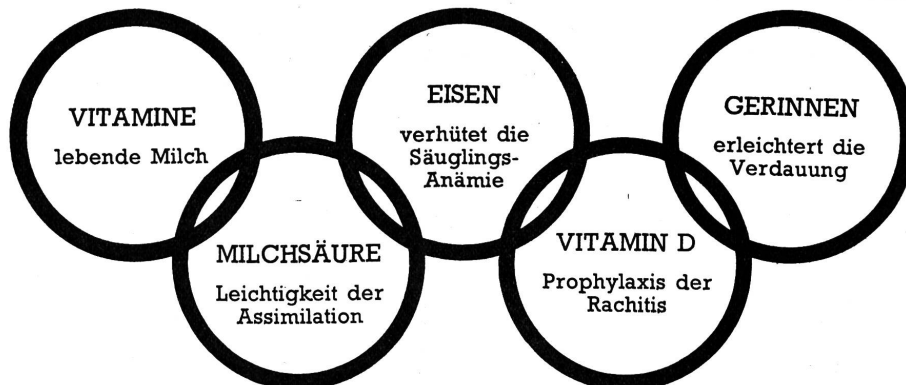 VITAMINE
lebende Milch
EISEN
verhütet die
Säuglings-
Anämie
GERINNEN
erleichtert die
Verdauung
MILCHSÄURE
Leichtigkeit der
Assimilation
VITAMIN D
Prophylaxis der
Rachitis